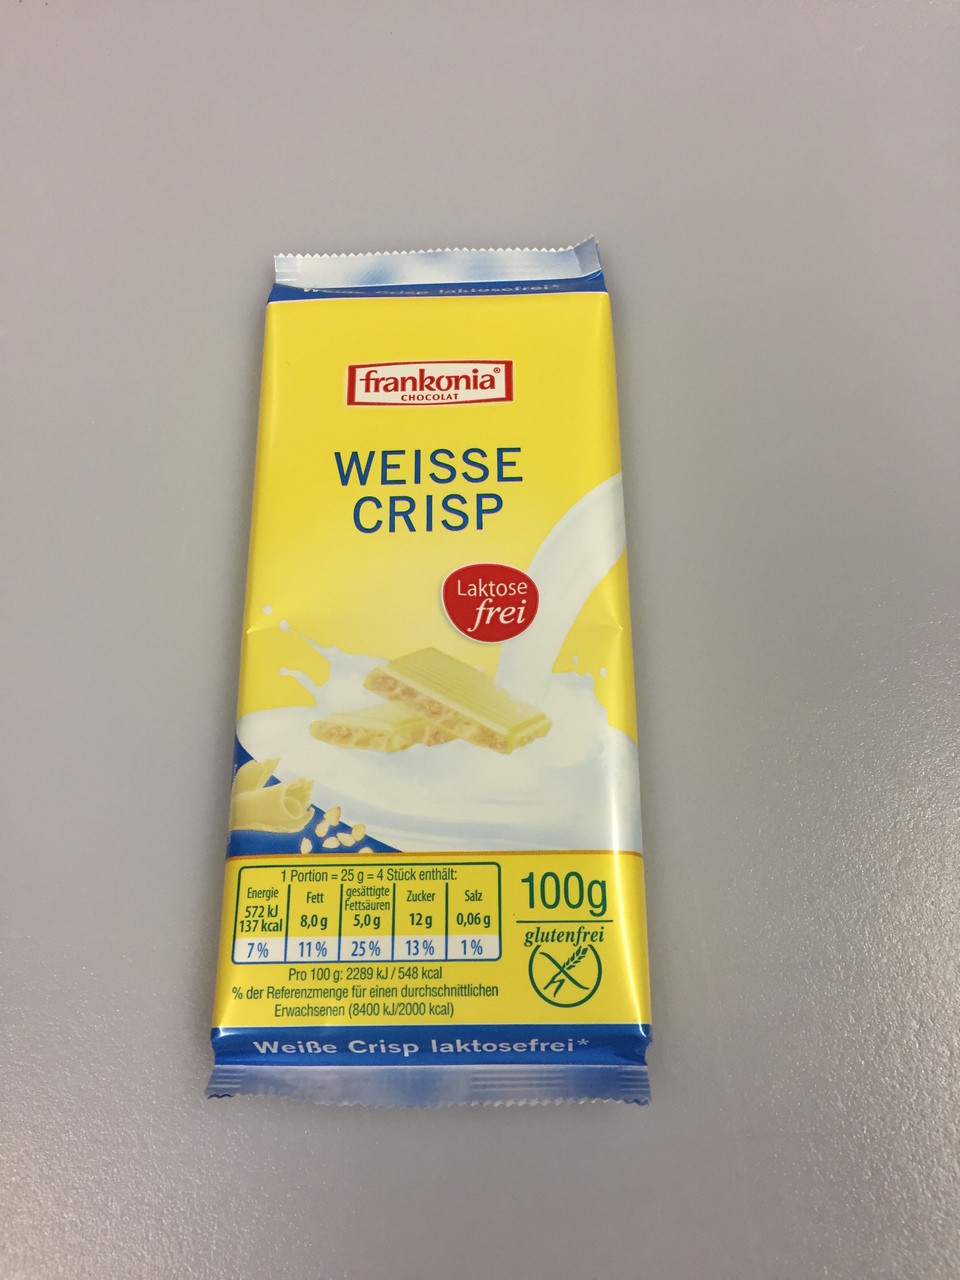 Weiße Crisp laktosefrei*
frankonia®
CHOCOLAT
WEISSE
CRISP
Laktose
frei
1 Portion = 25 g = 4 Stück enthält:
Energie
572 kJ
137 kcal
7%
Fett
8,0 g
11%
gesättigte
Fettsäuren
5,0 g
25%
Zucker
12 g
13%
Salz
0,06 g
1%
Pro 100 g: 2289 kJ / 548 kcal
% der Referenzmenge für einen durchschnittlichen
Erwachsenen (8400 kJ/2000 kcal)
100g
glutenfrei
Weiße Crisp laktosefrei*